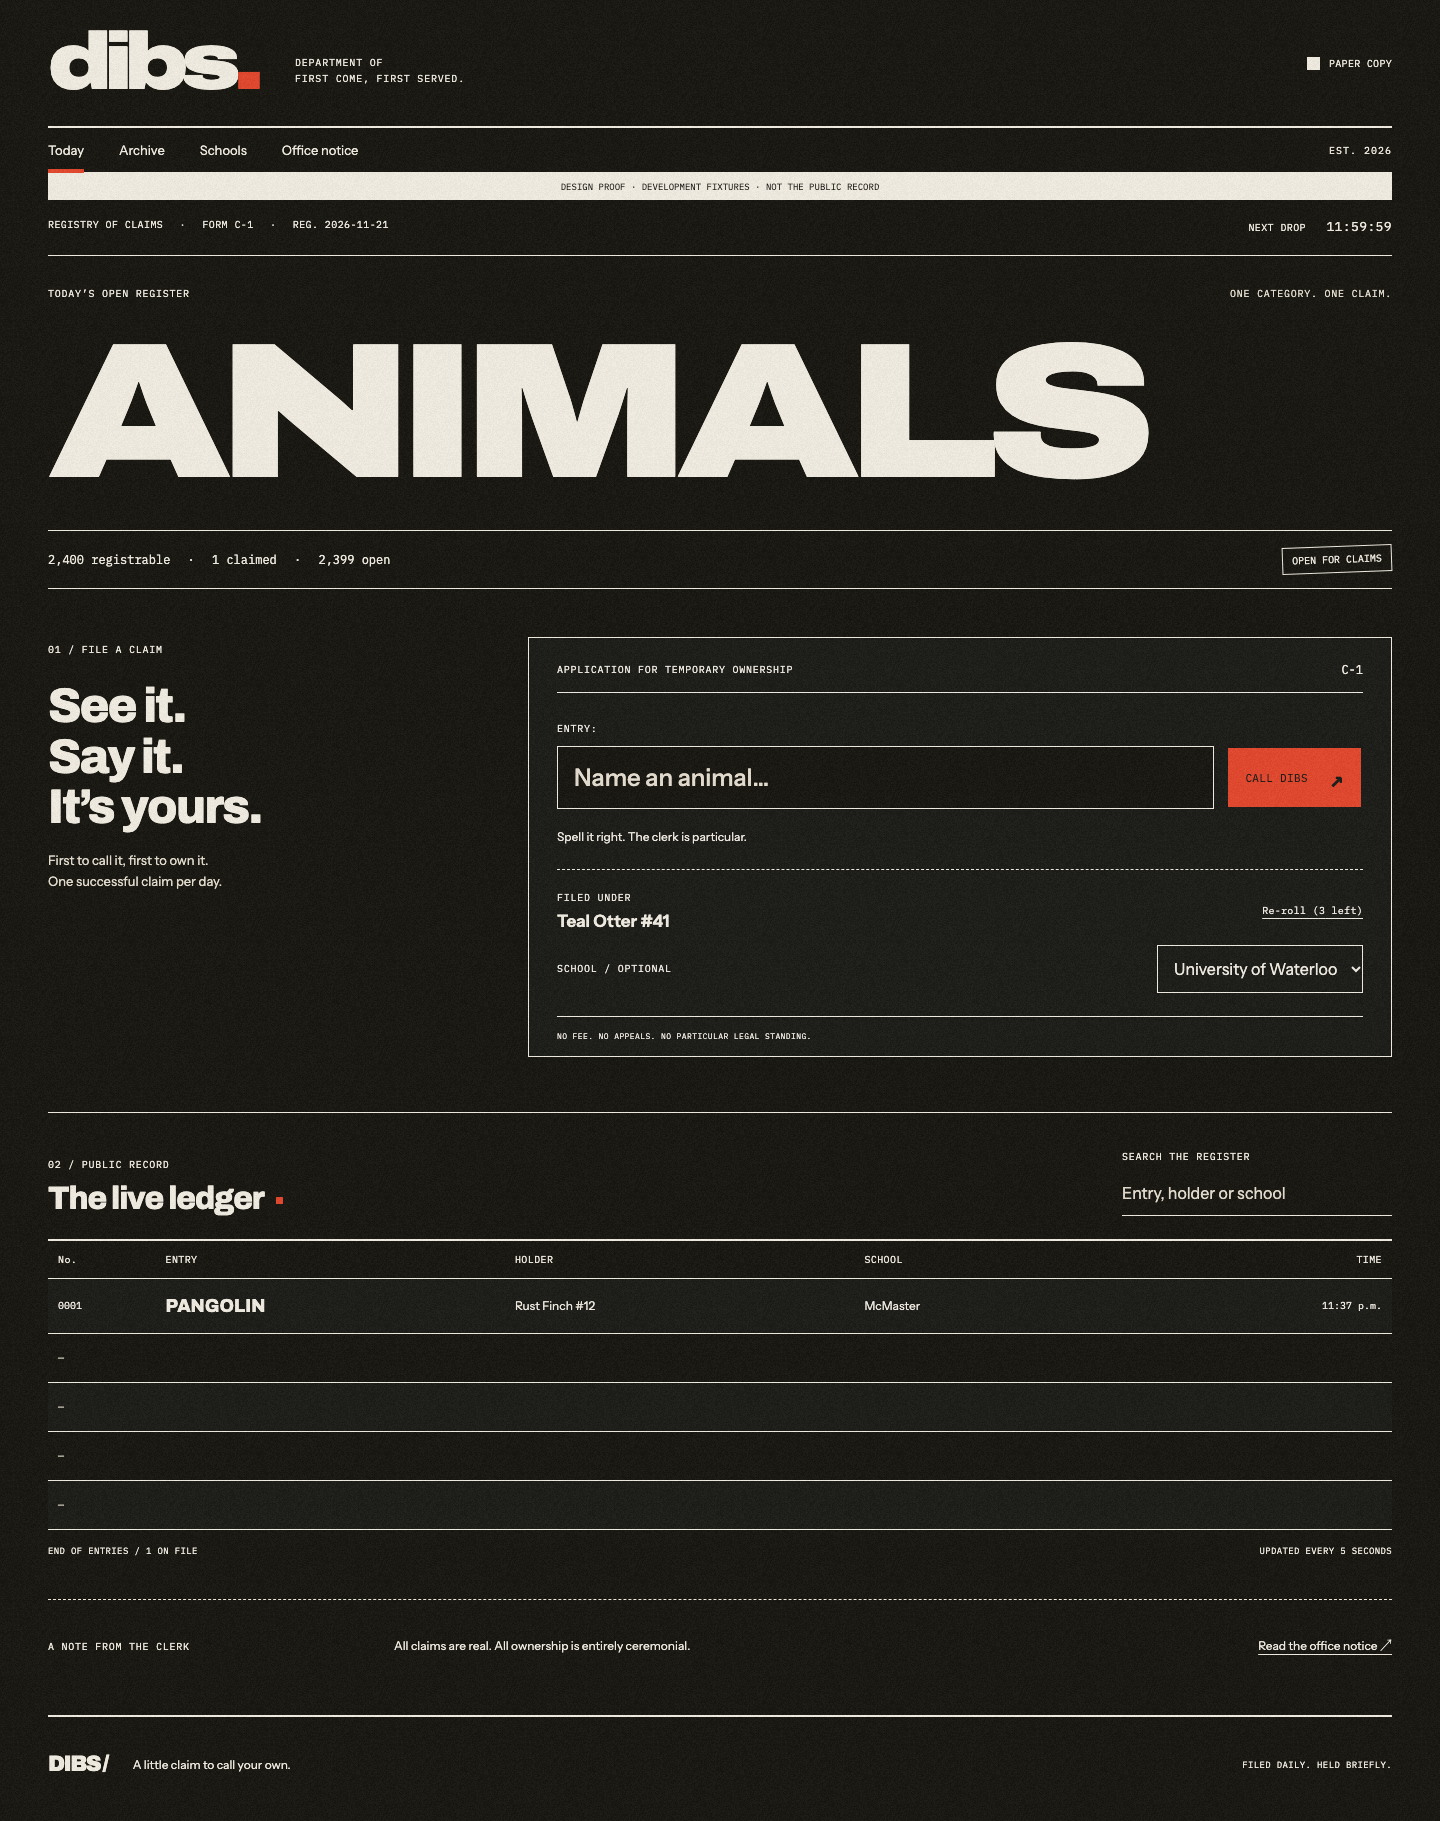 dibs.
DEPARTMENT OF
FIRST COME, FIRST SERVED.
PAPER COPY
Today Archive Schools Office notice EST. 2026
DESIGN PROOF · DEVELOPMENT FIXTURES · NOT THE PUBLIC RECORD
REGISTRY OF CLAIMS · FORM C-1 · REG. 2026-11-21 NEXT DROP 11:59:59
TODAY’S OPEN REGISTER ONE CATEGORY. ONE CLAIM.
ANIMALS
2,400 registrable · 1 claimed · 2,399 open OPEN FOR CLAIMS
01 / FILE A CLAIM
See it.
Say it.
It’s yours.
First to call it, first to own it.
One successful claim per day.
APPLICATION FOR TEMPORARY OWNERSHIP C-1
ENTRY:
Name an animal... CALL DIBS ↗
Spell it right. The clerk is particular.
FILED UNDER
Teal Otter #41 Re-roll (3 left)
SCHOOL / OPTIONAL University of Waterloo
NO FEE. NO APPEALS. NO PARTICULAR LEGAL STANDING.
02 / PUBLIC RECORD
The live ledger
SEARCH THE REGISTER
Entry, holder or school
No. ENTRY HOLDER SCHOOL TIME
0001 PANGOLIN Rust Finch #12 McMaster 11:37 p.m.
—
—
—
—
END OF ENTRIES / 1 ON FILE UPDATED EVERY 5 SECONDS
A NOTE FROM THE CLERK All claims are real. All ownership is entirely ceremonial. Read the office notice ↗
DIBS/ A little claim to call your own. FILED DAILY. HELD BRIEFLY.